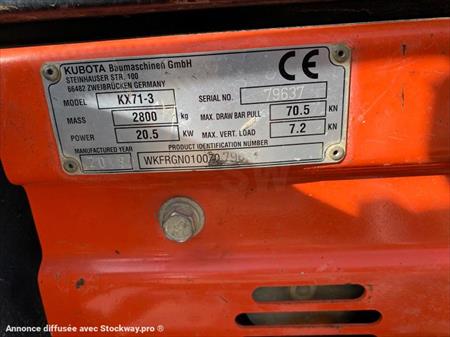 KUBOTA Baumaschinen GmbH
STEINHAUSER STR. 100
66482 ZWEIBRÜCKEN GERMANY
MODEL KX71-3 SERIAL NO. 79637
MASS 2800 kg MAX. DRAW BAR PULL 70.5 KN
POWER 20.5 KW MAX. VERT. LOAD 7.2 KN
MANUFACTURED YEAR PRODUCT IDENTIFICATION NUMBER
CE
Annonce diffusée avec Stockway.pro ®